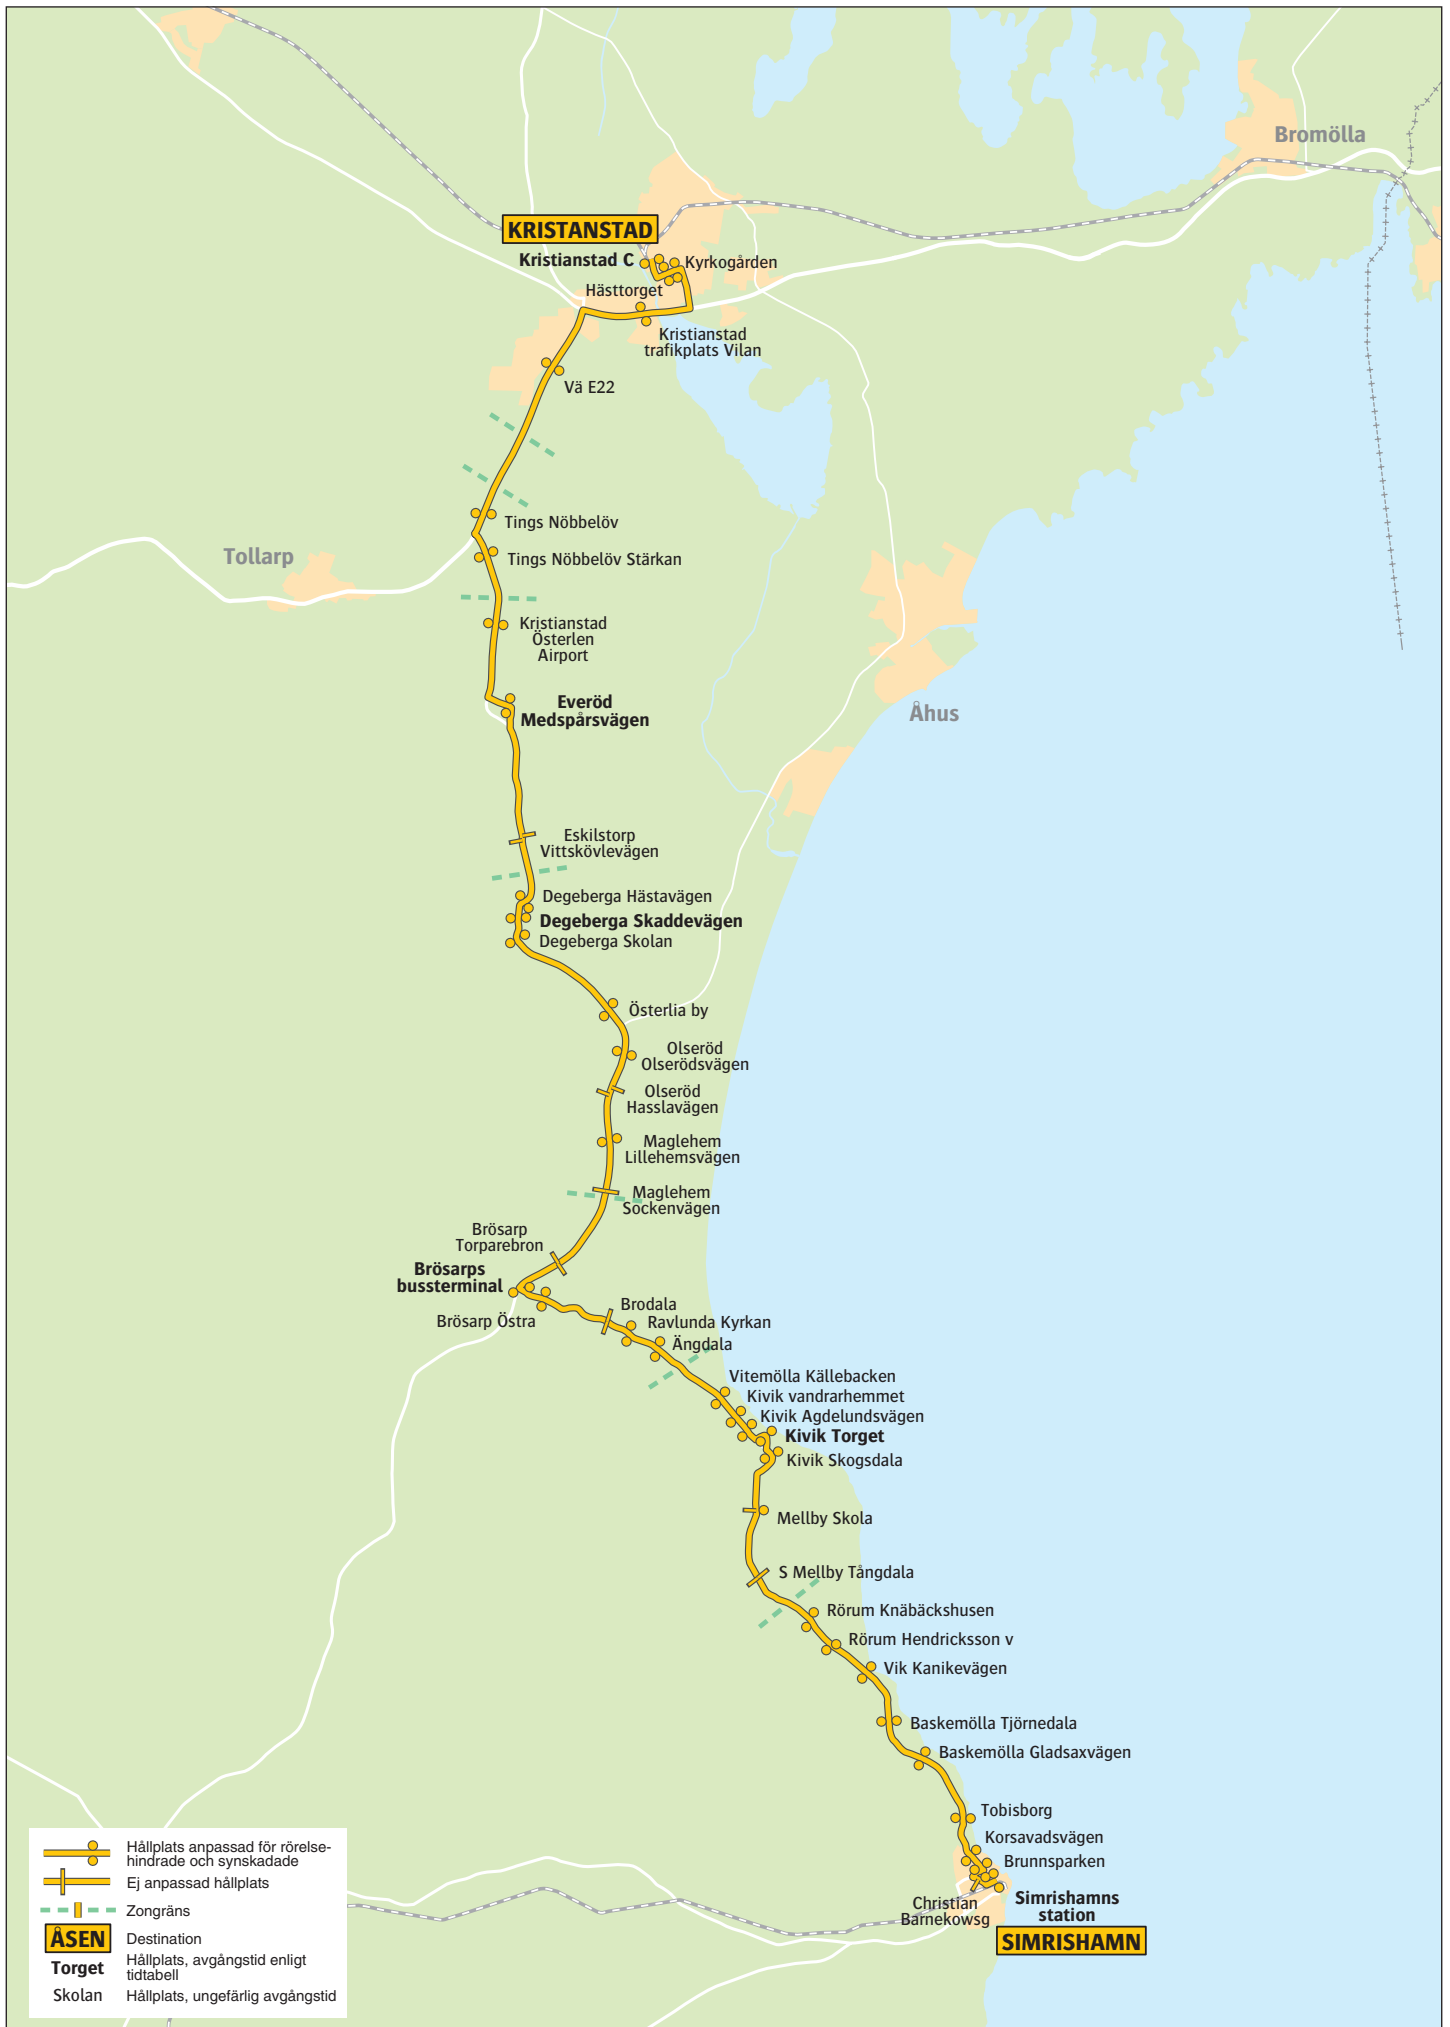 Bromölla
KRISTANSTAD
Kristianstad C
Kyrkogården
Hästtorget
Kristianstad
trafikplats Vilan
Vä E22
Tings Nöbbelöv
Tollarp
Tings Nöbbelöv Stärkan
Kristianstad
Österlen
Airport
Everöd
Medspårsvägen
Åhus
Eskilstorp
Vittskövlevägen
Degeberga Hästavägen
Degeberga Skaddevägen
Degeberga Skolan
Österlia by
Olseröd
Olserödsvägen
Olseröd
Hasslavägen
Maglehem
Lillehemsvägen
Maglehem
Sockenvägen
Brösarp
Torparebron
Brösarps
bussterminal
Brösarp Östra
Brodala
Ravlunda Kyrkan
Ängdala
Vitemölla Källebacken
Kivik vandrarhemmet
Kivik Agdelundsvägen
Kivik Torget
Kivik Skogsdala
Mellby Skola
S Mellby Tångdala
Rörum Knäbäckshusen
Rörum Hendricksson v
Vik Kanikevägen
Baskemölla Tjörnedala
Baskemölla Gladsaxvägen
Tobisborg
Korsavadsvägen
Brunnsparken
Christian
Barnekowsg
Simrishamns
station
SIMRISHAMN
Hållplats anpassad för rörelse-
hindrade och synskadade
Ej anpassad hållplats
Zongräns
ÅSEN Destination
Torget Hållplats, avgångstid enligt
tidtabell
Skolan Hållplats, ungefärlig avgångstid